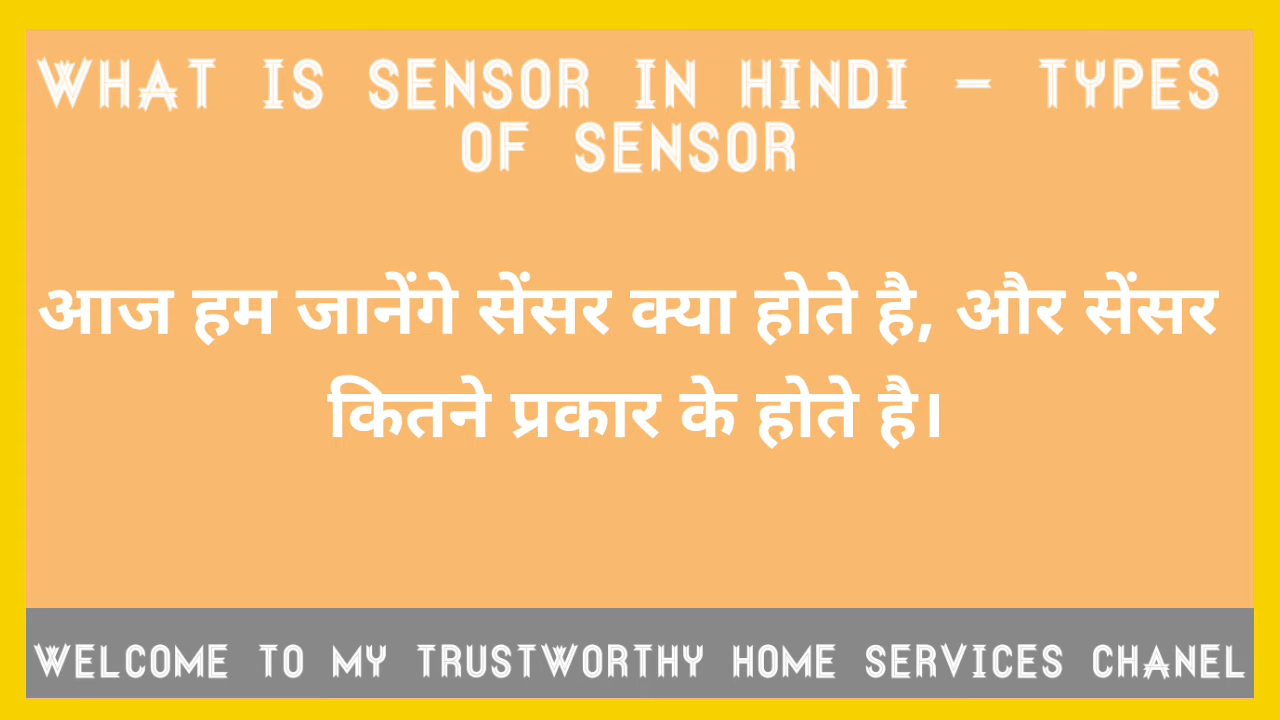 WHAT IS SENSOR IN HINDI - TYPES
OF SENSOR
आज हम जानेंगे सेंसर क्या होते है, और सेंसर
कितने प्रकार के होते है।
WELCOME TO MY TRUSTWORTHY HOME SERVICES CHANEL